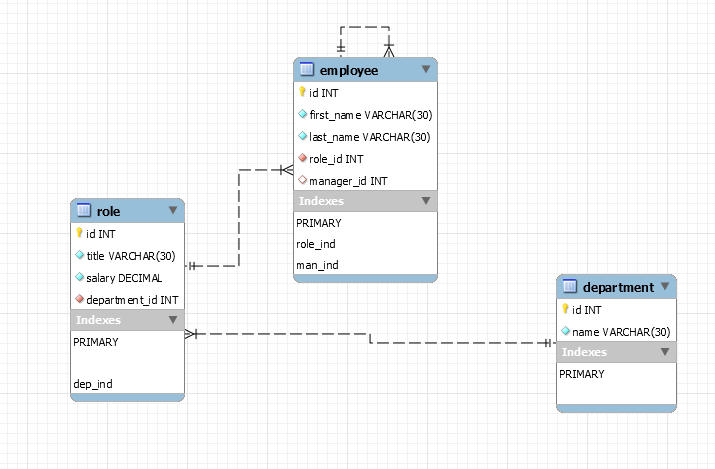 employee
id INT
first_name VARCHAR(30)
last_name VARCHAR(30)
role_id INT
manager_id INT
Indexes
PRIMARY
role_ind
man_ind
role
id INT
title VARCHAR(30)
salary DECIMAL
department_id INT
Indexes
PRIMARY
dep_ind
department
id INT
name VARCHAR(30)
Indexes
PRIMARY